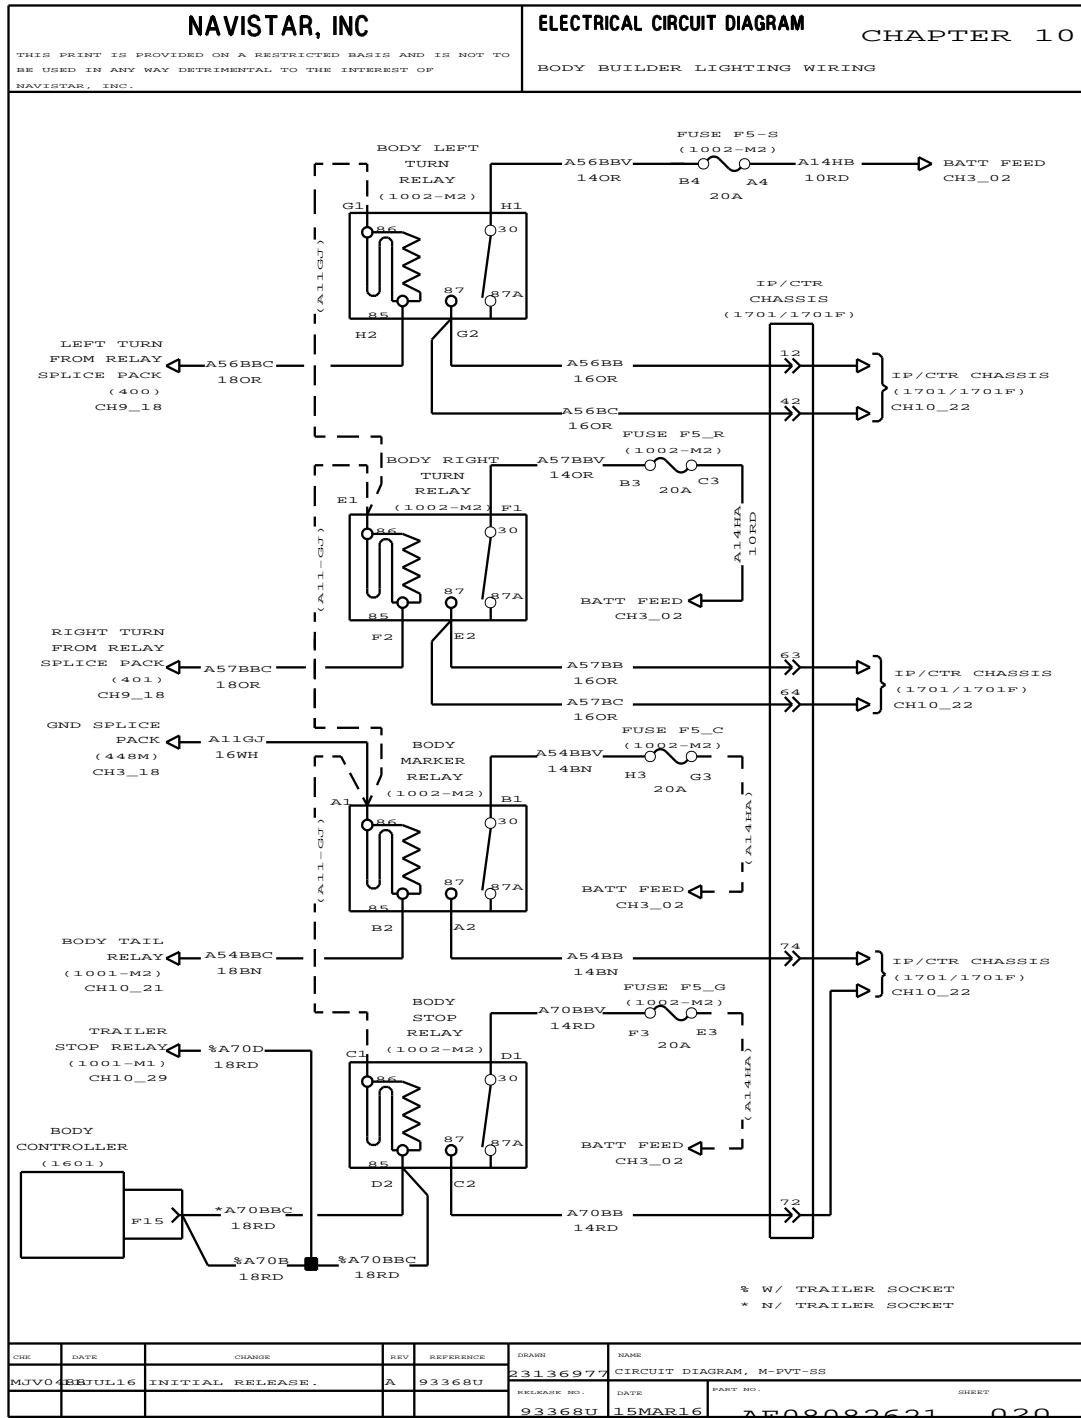 NAVISTAR, INC
THIS PRINT IS PROVIDED ON A RESTRICTED BASIS AND IS NOT TO
BE USED IN ANY WAY DETRIMENTAL TO THE INTEREST OF
NAVISTAR, INC.
ELECTRICAL CIRCUIT DIAGRAM
CHAPTER 10
BODY BUILDER LIGHTING WIRING
BODY LEFT
TURN
RELAY
(1002-M2)
G1
H1
86
30
87
87A
85
H2
G2
(A11GJ)
A56BBV
14OR
FUSE F5-S
(1002-M2)
B4
A4
20A
A14HB
10RD
BATT FEED
CH3_02
IP/CTR
CHASSIS
(1701/1701F)
LEFT TURN
FROM RELAY
SPLICE PACK
(400)
CH9_18
A56BBC
18OR
A56BB
16OR
12
A56BC
16OR
42
IP/CTR CHASSIS
(1701/1701F)
CH10_22
BODY RIGHT
TURN
RELAY
(1002-M2)
E1
F1
86
30
87
87A
85
F2
E2
(A11-GJ)
A57BBV
14OR
FUSE F5_R
(1002-M2)
B3
C3
20A
A14HA
10RD
BATT FEED
CH3_02
RIGHT TURN
FROM RELAY
SPLICE PACK
(401)
CH9_18
A57BBC
18OR
A57BB
16OR
63
A57BC
16OR
64
IP/CTR CHASSIS
(1701/1701F)
CH10_22
GND SPLICE
PACK
(448M)
CH3_18
A11GJ
16WH
BODY
MARKER
RELAY
(1002-M2)
A1
B1
86
30
87
87A
85
B2
A2
(A11-GJ)
A54BBV
14BN
FUSE F5_C
(1002-M2)
H3
G3
20A
(A14HA)
BATT FEED
CH3_02
BODY TAIL
RELAY
(1001-M2)
CH10_21
A54BBC
18BN
A54BB
14BN
74
IP/CTR CHASSIS
(1701/1701F)
CH10_22
BODY
STOP
RELAY
(1002-M2)
C1
D1
86
30
87
87A
85
D2
C2
A70BBV
14RD
FUSE F5_G
(1002-M2)
F3
E3
20A
(A14HA)
BATT FEED
CH3_02
TRAILER
STOP RELAY
(1001-M1)
CH10_29
%A70D
18RD
BODY
CONTROLLER
(1601)
F15
*A70BBC
18RD
A70BB
14RD
72
%A70B
18RD
%A70BBC
18RD
% W/ TRAILER SOCKET
* N/ TRAILER SOCKET
CHK DATE CHANGE REV REFERENCE
INITIAL RELEASE. A 93368U
DRAWN
23136977
NAME
CIRCUIT DIAGRAM, M-PVT-SS
RELEASE NO.
93368U
DATE
15MAR16
PART NO.
SHEET